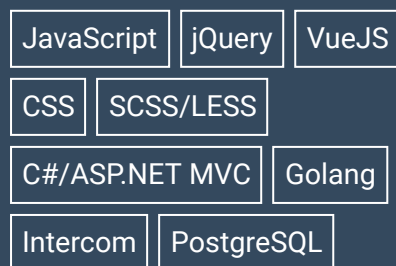 JavaScript jQuery VueJS
CSS SCSS/LESS
C#/ASP.NET MVC Golang
Intercom PostgreSQL